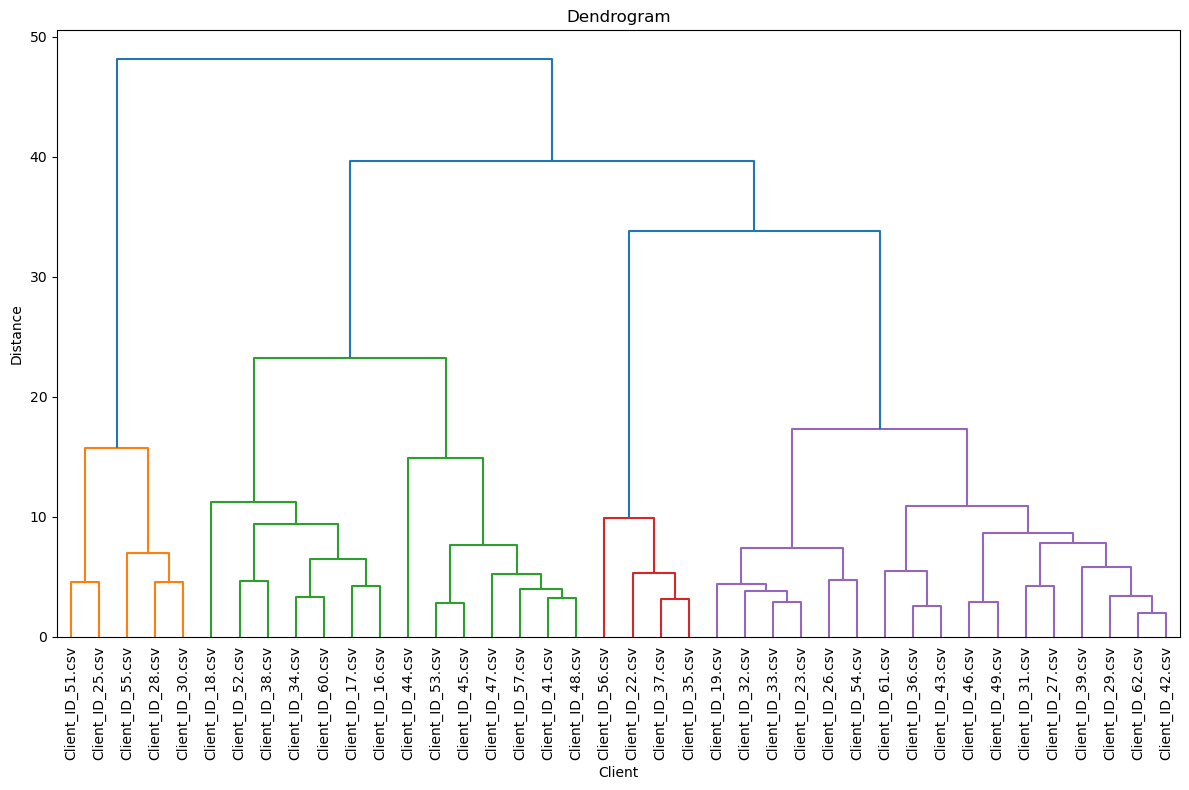 Dendrogram
50
40
30
20
10
0
Distance
Client_ID_51.csv
Client_ID_25.csv
Client_ID_55.csv
Client_ID_28.csv
Client_ID_30.csv
Client_ID_18.csv
Client_ID_52.csv
Client_ID_38.csv
Client_ID_34.csv
Client_ID_60.csv
Client_ID_17.csv
Client_ID_16.csv
Client_ID_44.csv
Client_ID_53.csv
Client_ID_45.csv
Client_ID_47.csv
Client_ID_57.csv
Client_ID_41.csv
Client_ID_48.csv
Client_ID_56.csv
Client_ID_22.csv
Client_ID_37.csv
Client_ID_35.csv
Client_ID_19.csv
Client_ID_32.csv
Client_ID_33.csv
Client_ID_23.csv
Client_ID_26.csv
Client_ID_54.csv
Client_ID_61.csv
Client_ID_36.csv
Client_ID_43.csv
Client_ID_46.csv
Client_ID_49.csv
Client_ID_31.csv
Client_ID_27.csv
Client_ID_39.csv
Client_ID_29.csv
Client_ID_62.csv
Client_ID_42.csv
Client